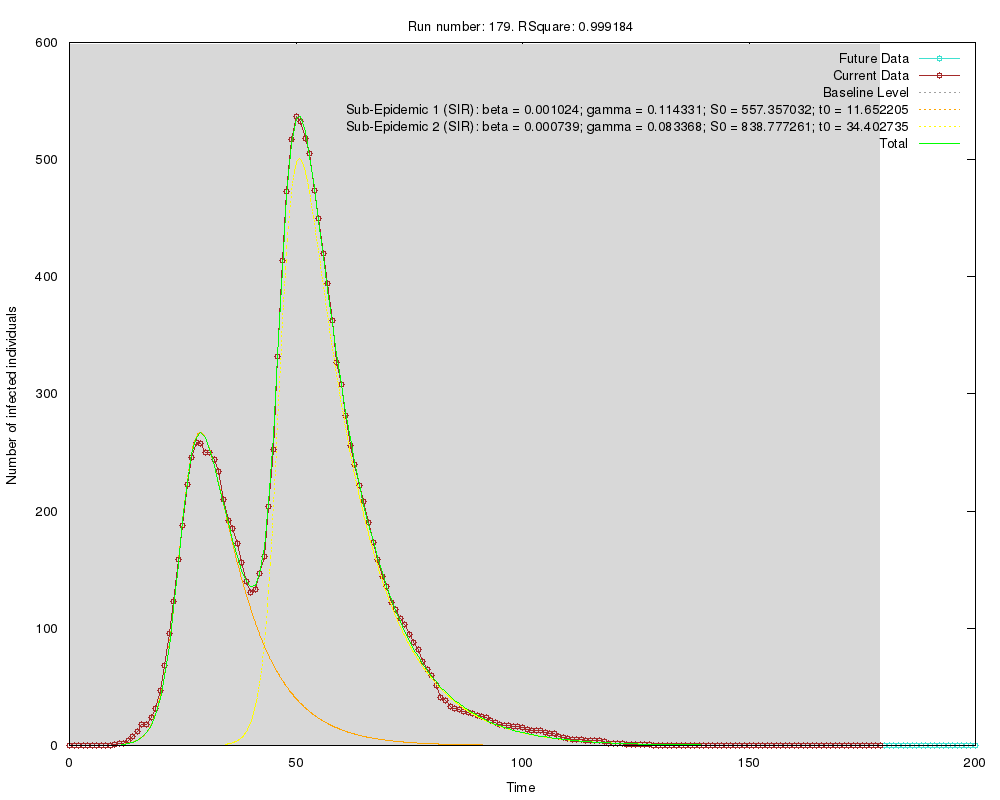 Run number: 179. RSquare: 0.999184
600
500
400
300
200
100
0
Number of infected individuals
Future Data
Current Data
Baseline Level
Sub-Epidemic 1 (SIR): beta = 0.001024; gamma = 0.114331; S0 = 557.357032; t0 = 11.652205
Sub-Epidemic 2 (SIR): beta = 0.000739; gamma = 0.083368; S0 = 838.777261; t0 = 34.402735
Total
0 50 100 150 200
Time